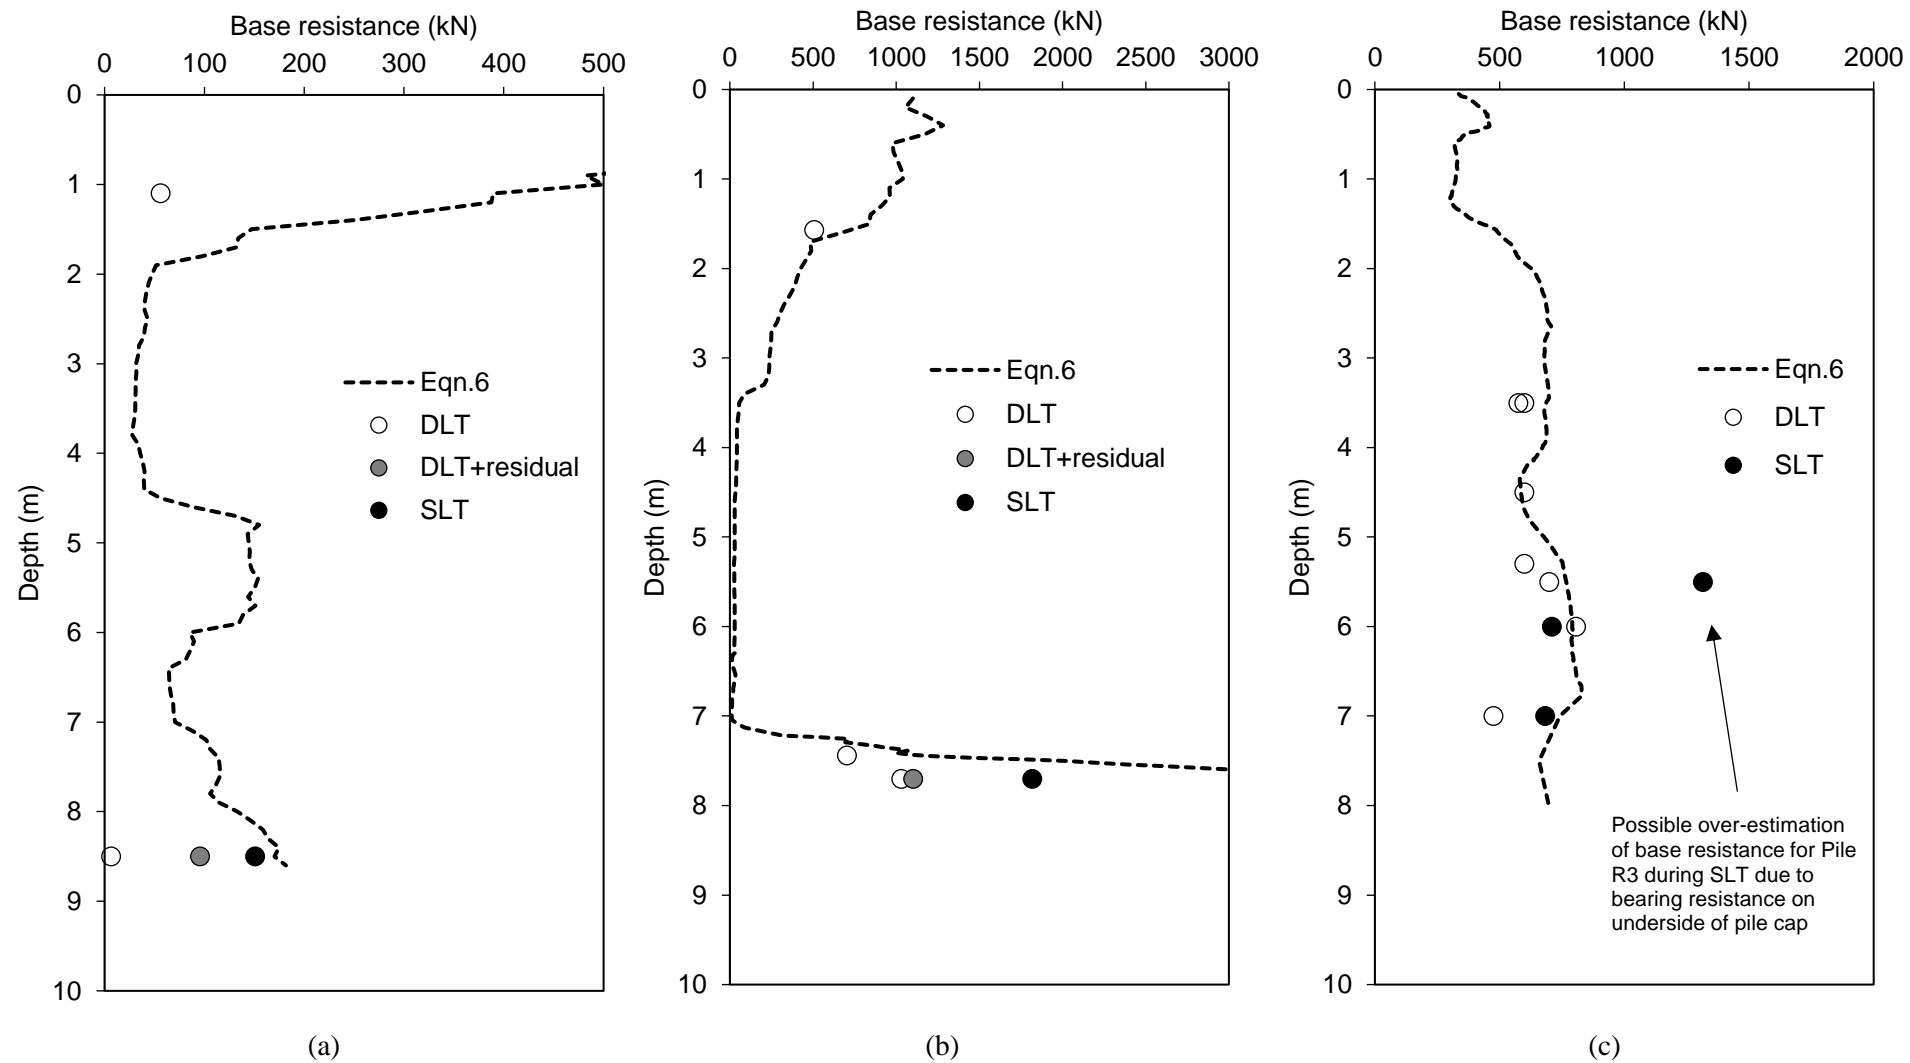 Base resistance (kN)
0 100 200 300 400 500
0
1
2
3
4
5
6
7
8
9
10
Depth (m)
Eqn.6
DLT
DLT+residual
SLT
(a)
Base resistance (kN)
0 500 1000 1500 2000 2500 3000
0
1
2
3
4
5
6
7
8
9
10
Depth (m)
Eqn.6
DLT
DLT+residual
SLT
(b)
Base resistance (kN)
0 500 1000 1500 2000
0
1
2
3
4
5
6
7
8
9
10
Depth (m)
Eqn.6
DLT
SLT
Possible over-estimation
of base resistance for Pile
R3 during SLT due to
bearing resistance on
underside of pile cap
(c)